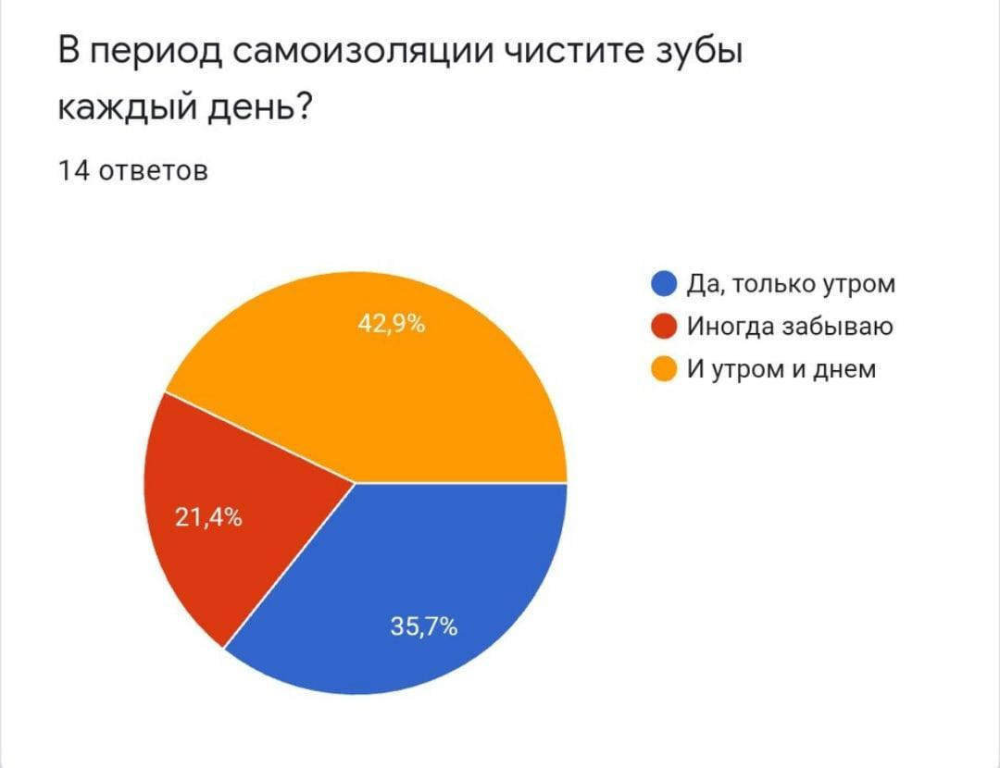 В период самоизоляции чистите зубы
каждый день?
14 ответов
Да, только утром
Иногда забываю
И утром и днем
42,9%
21,4%
35,7%